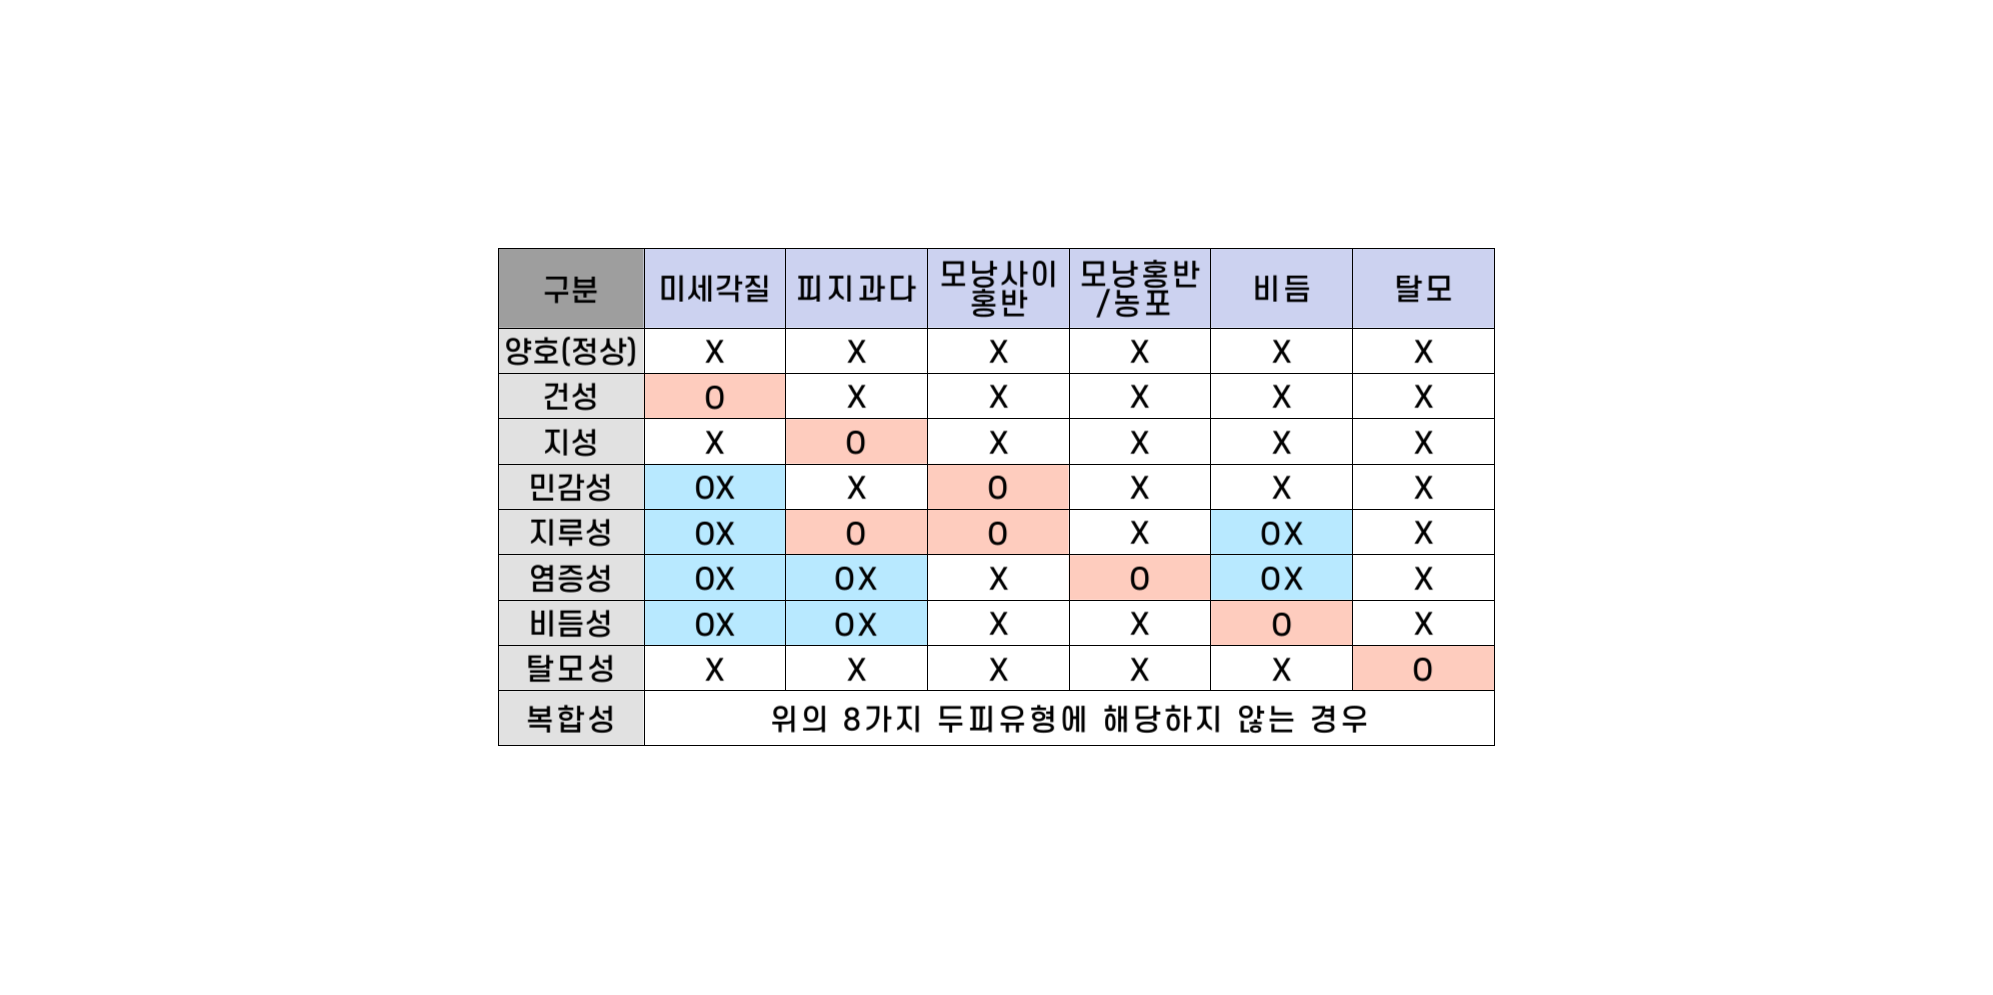 구분 미세각질 피지과다 모낭사이 홍반 모낭홍반 /농포 비듬 탈모
양호(정상) X X X X X X
건성 O X X X X X
지성 X O X X X X
민감성 OX X O X X X
지루성 OX O O X OX X
염증성 OX OX X O OX X
비듬성 OX OX X X O X
탈모성 X X X X X O
복합성 위의 8가지 두피유형에 해당하지 않는 경우